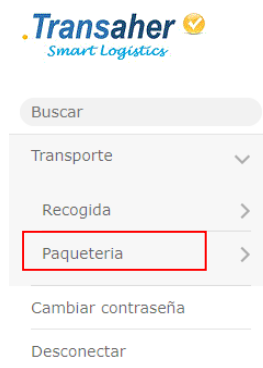 .Transaher
Smart Logistics
Buscar
Transporte
Recogida
Paqueteria
Cambiar contraseña
Desconectar